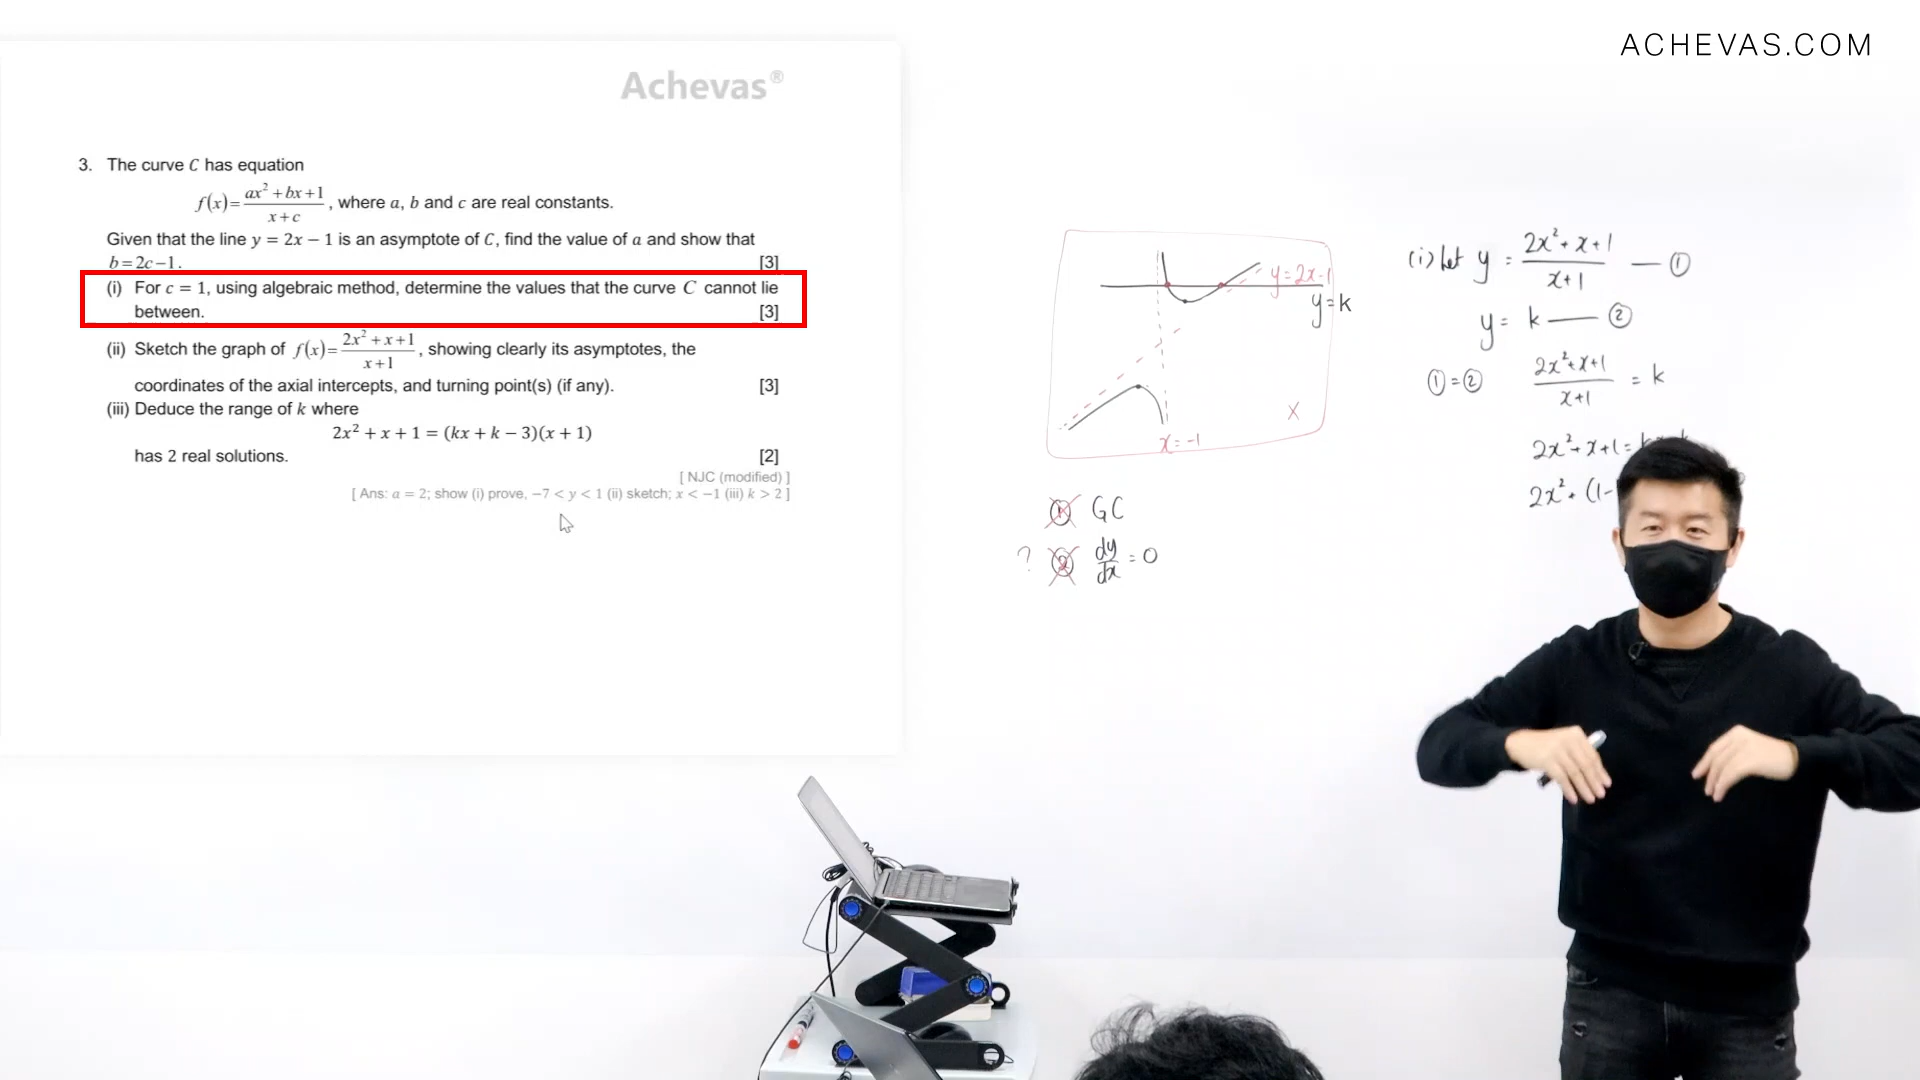 ACHEVAS.COM
Achevas®
3. The curve C has equation
f(x)= ax² + bx + 1 / x + c , where a, b and c are real constants.
Given that the line y = 2x − 1 is an asymptote of C, find the value of a and show that
b = 2c − 1. [3]
(i) For c = 1, using algebraic method, determine the values that the curve C cannot lie
between. [3]
(ii) Sketch the graph of f(x)= 2x² + x + 1 / x + 1 , showing clearly its asymptotes, the
coordinates of the axial intercepts, and turning point(s) (if any). [3]
(iii) Deduce the range of k where
2x² + x + 1 = (kx + k − 3)(x + 1)
has 2 real solutions. [2]
[ NJC (modified) ]
[ Ans: a = 2; show (i) prove, −7 < y < 1 (ii) sketch; x < −1 (iii) k > 2 ]
y=2x-1
y=k
x=-1
X
① GC
? ② dy/dx = 0
(i) Let y = 2x² + x + 1 / x+1 — ①
y = k — ②
①=② 2x²+x+1 / x+1 = k
2x²+x+1=
2x²+(1-